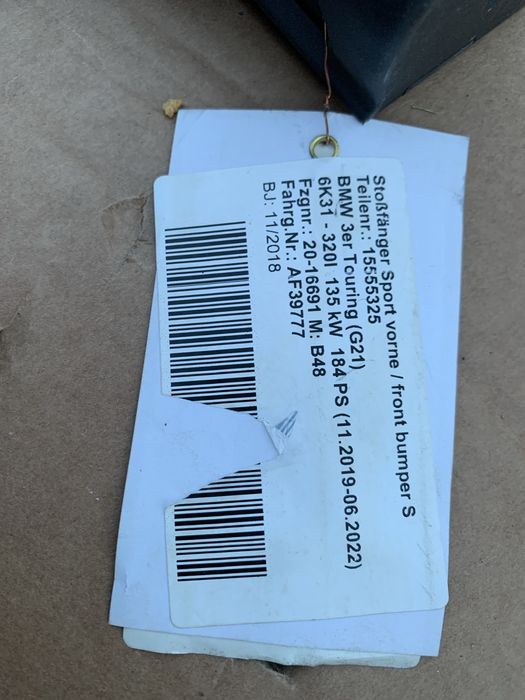 Stoßfänger Sport vorne / front bumper S
Teilenr.: 15555325
BMW 3er Touring (G21)
6K31 - 320I 135 kW 184 PS (11.2019-06.2022)
Fzgnr.: 20-16691 M: B48
Fahrg.Nr.: AF39777
BJ: 11/2018